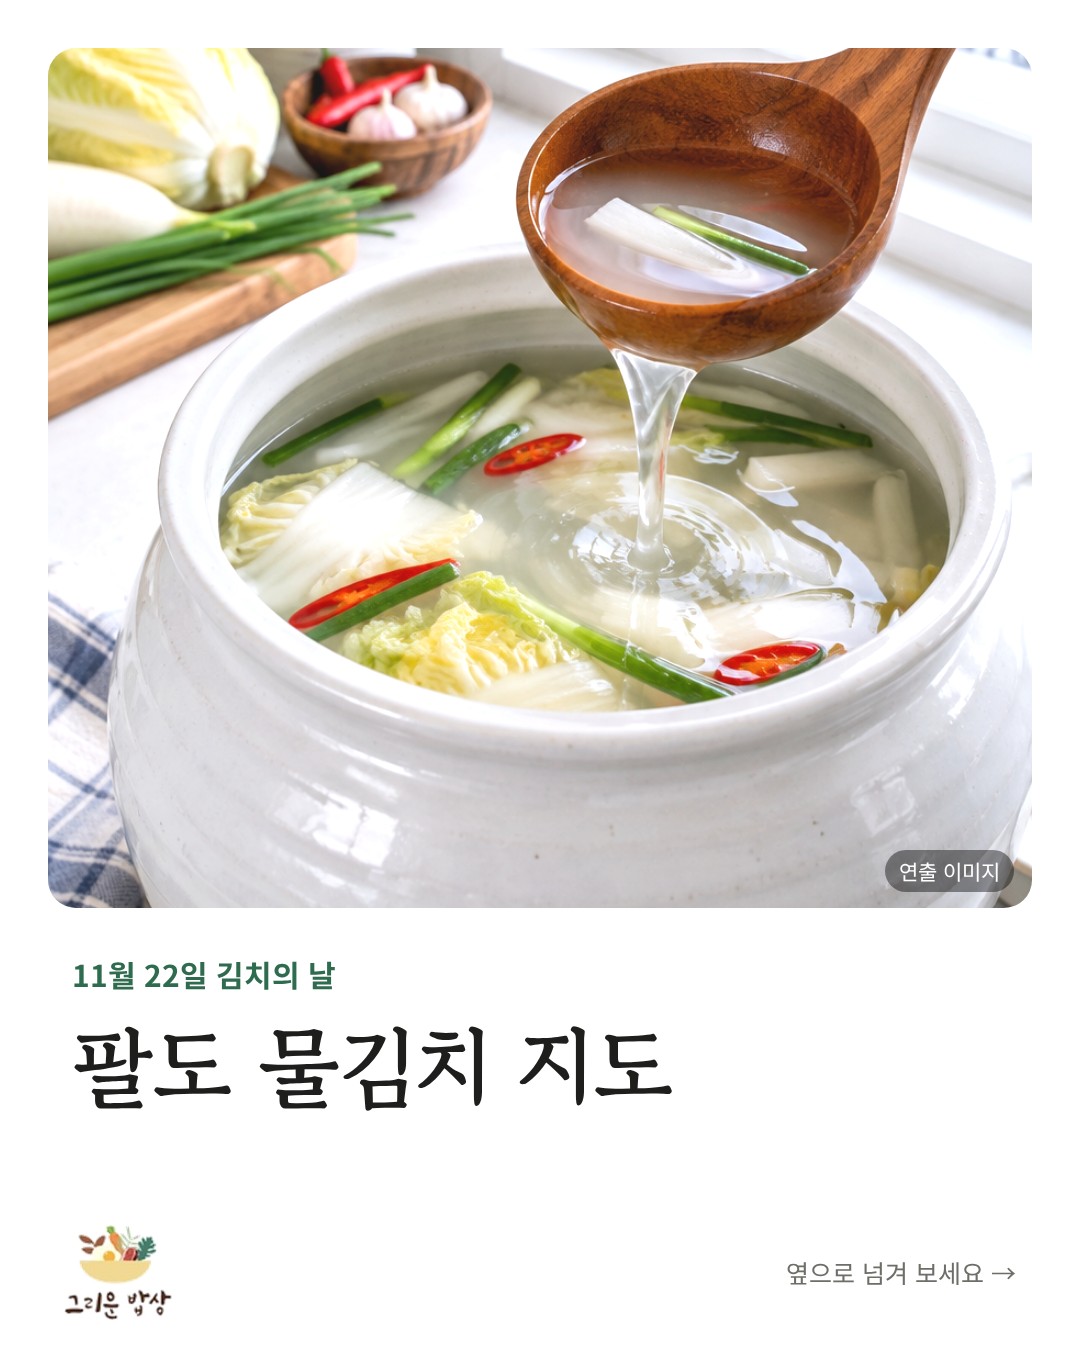 연출 이미지
11월 22일 김치의 날
팔도 물김치 지도
그리운 밥상
옆으로 넘겨 보세요 →